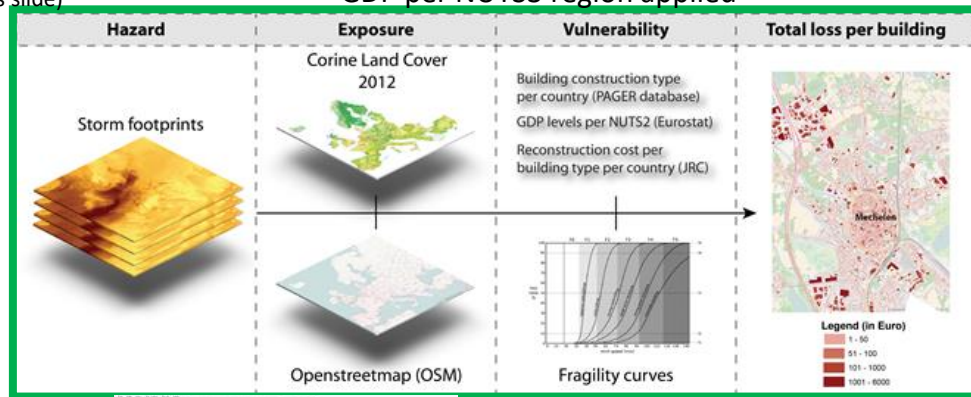 s slide)
Hazard
Exposure
Vulnerability
Total loss per building
Storm footprints
Corine Land Cover
2012
Openstreetmap (OSM)
Building construction type
per country (PAGER database)
GDP levels per NUTS2 (Eurostat)
Reconstruction cost per
building type per country (JRC)
Fragility curves
Mechelen
Legend (in Euro)
1 - 50
51 - 100
101 - 1000
1001 - 6000